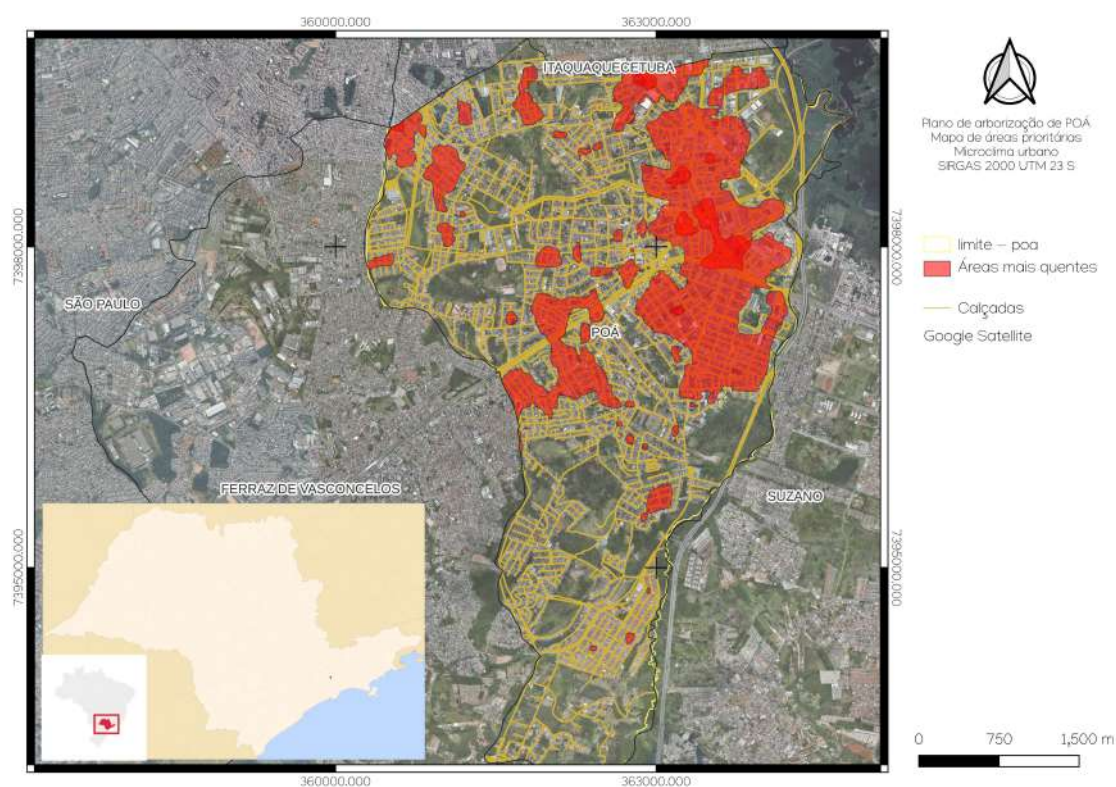 360000.000
363000.000
ITAQUAQUECETUBA
Plano de arborização de POÁ
Mapa de áreas prioritárias
Microclima urbano
SIRGAS 2000 UTM 23 S
7398000.000
7398000.000
limite – poa
Áreas mais quentes
SÃO PAULO
Calçadas
POÁ
Google Satellite
FERRAZ DE VASCONCELOS
SUZANO
7395000.000
7395000.000
0
750
1,500 m
360000.000
363000.000